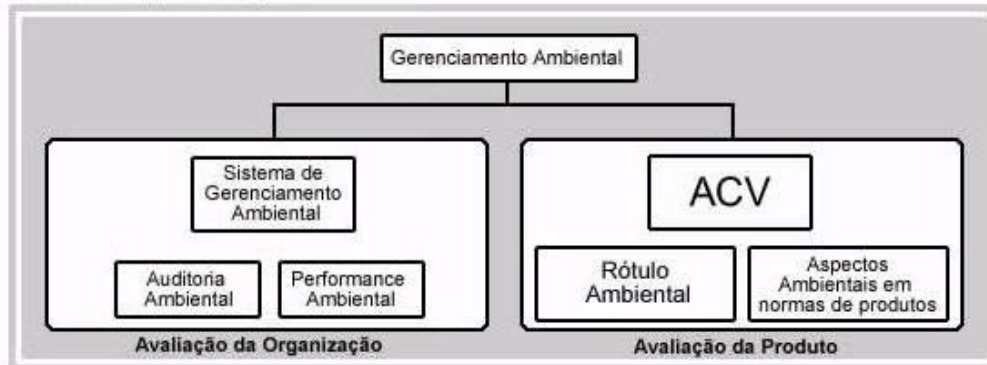 Gerenciamento Ambiental
Sistema de
Gerenciamento
Ambiental
Auditoria
Ambiental
Performance
Ambiental
Avaliação da Organização
ACV
Rótulo
Ambiental
Aspectos
Ambientais em
normas de produtos
Avaliação da Produto